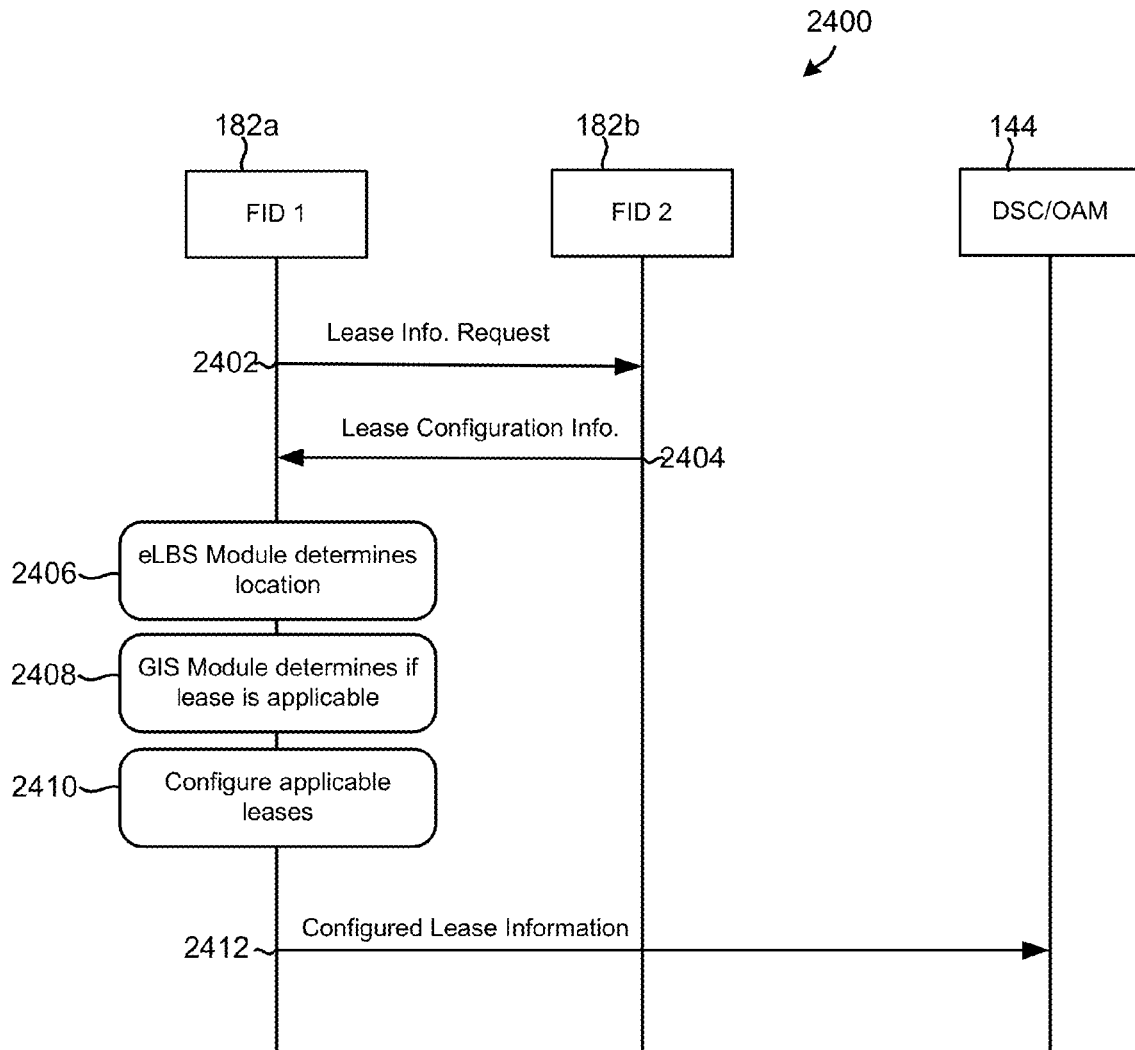 2400
182a
182b
144
FID 1
FID 2
DSC/OAM
Lease Info. Request
2402
Lease Configuration Info.
2404
eLBS Module determines
location
2406
GIS Module determines if
lease is applicable
2408
Configure applicable
leases
2410
Configured Lease Information
2412